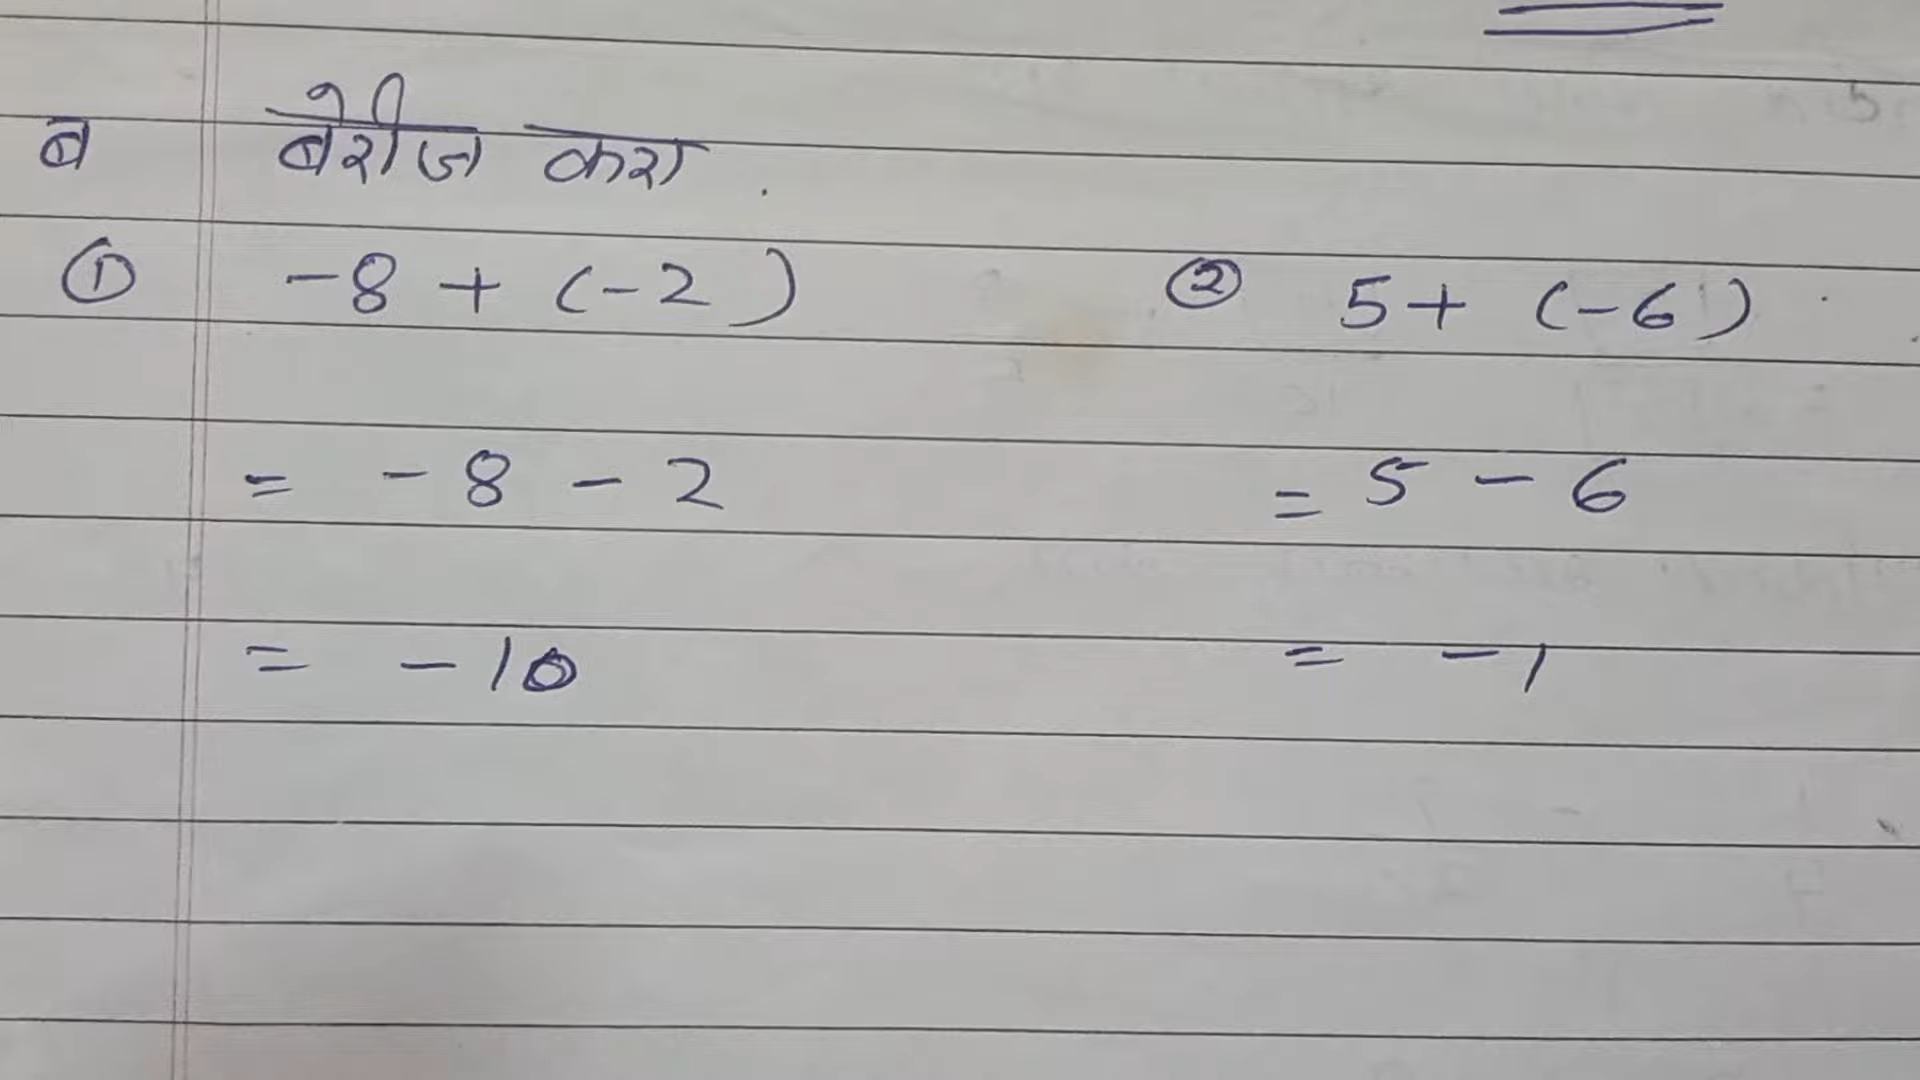 ब बेरीज करा .
① -8 + (-2) ② 5 + (-6)
= - 8 - 2 = 5 - 6
= - 10 = - 1